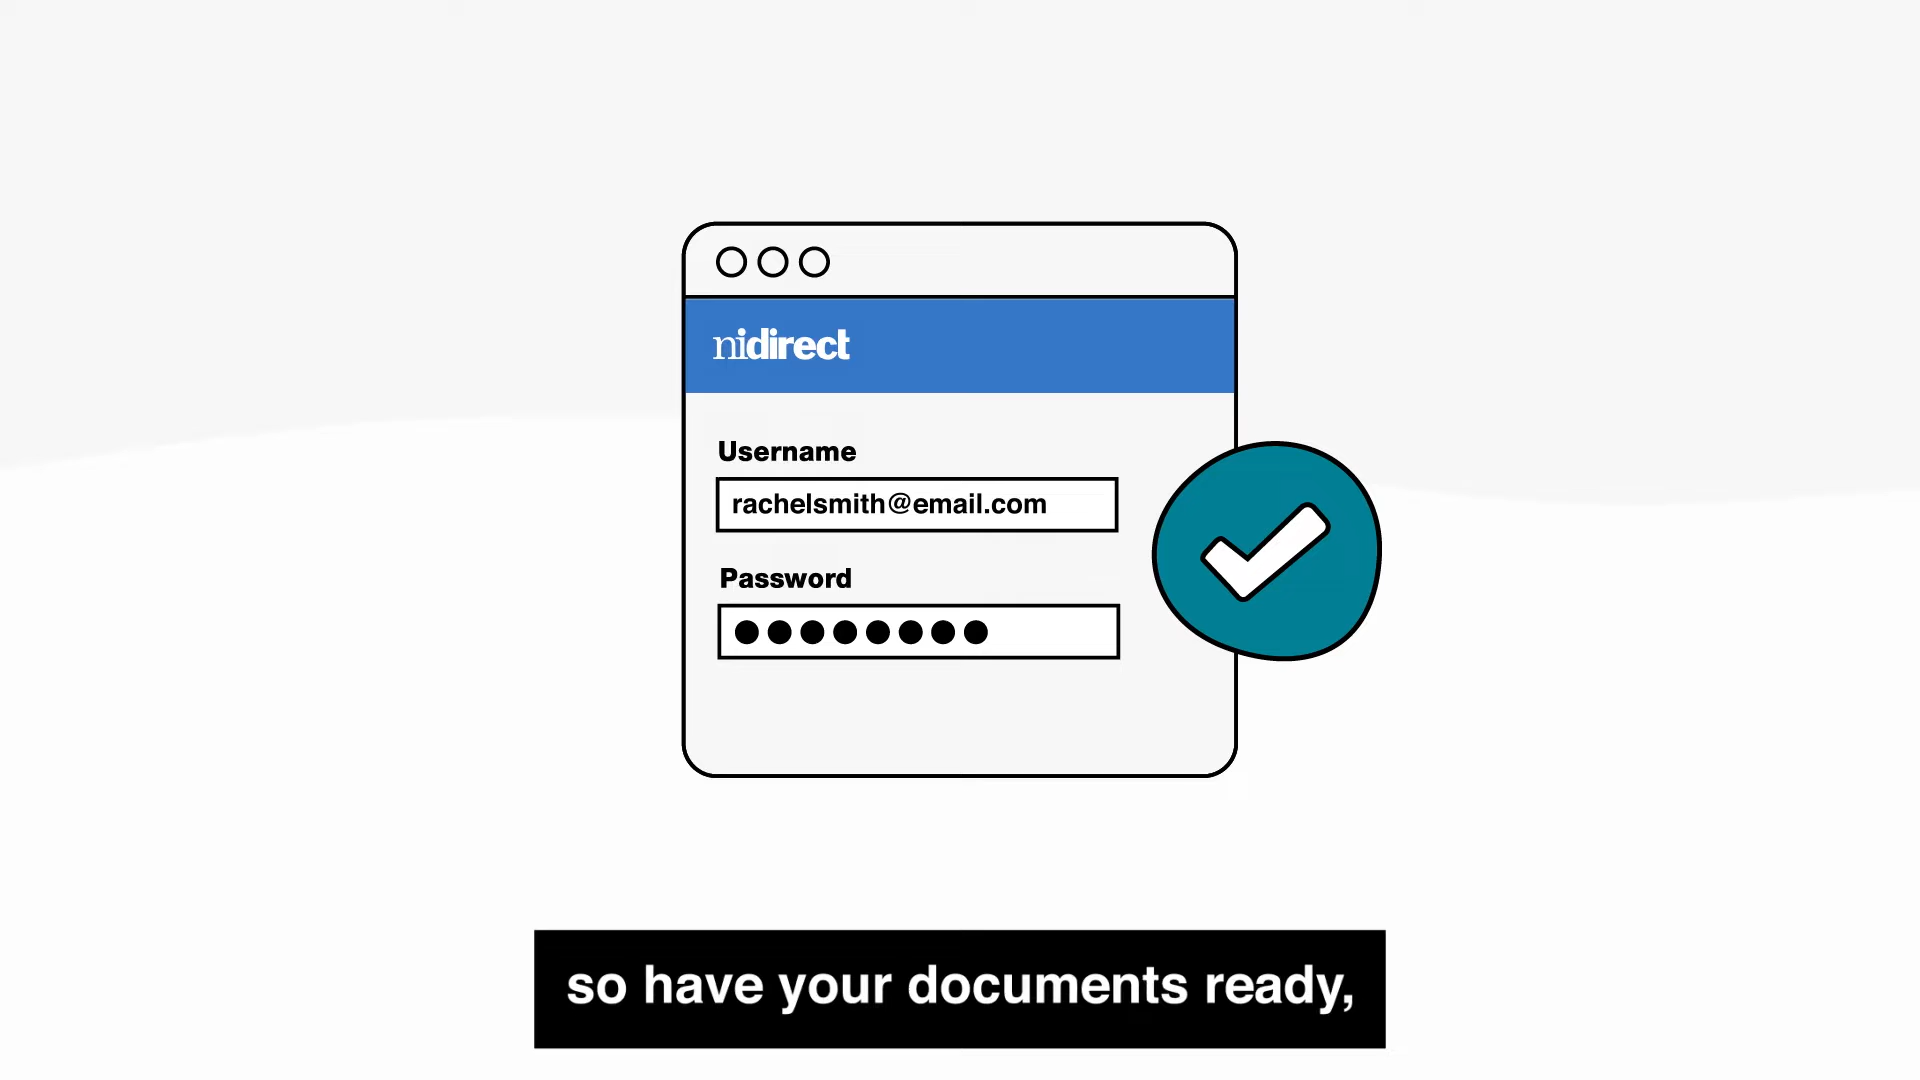 nidirect
Username
rachelsmith@email.com
Password
so have your documents ready,